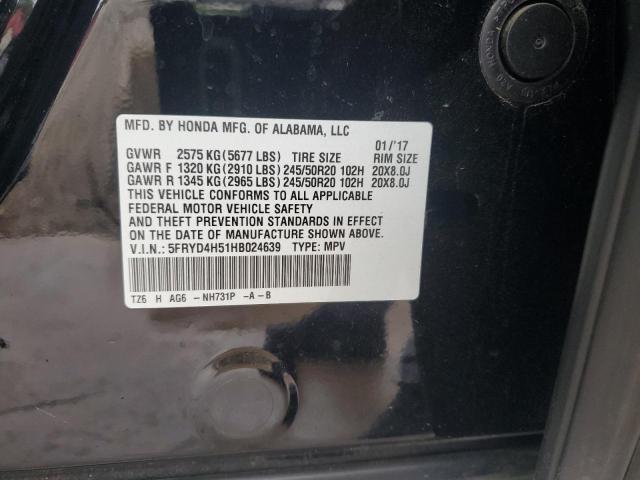 MFD. BY HONDA MFG. OF ALABAMA, LLC 01/'17
GVWR 2575 KG(5677 LBS) TIRE SIZE RIM SIZE
GAWR F 1320 KG(2910 LBS) 245/50R20 102H 20X8.0J
GAWR R 1345 KG(2965 LBS) 245/50R20 102H 20X8.0J
THIS VEHICLE CONFORMS TO ALL APPLICABLE
FEDERAL MOTOR VEHICLE SAFETY
AND THEFT PREVENTION STANDARDS IN EFFECT
ON THE DATE OF MANUFACTURE SHOWN ABOVE.
V.I.N.: 5FRYD4H51HB024639 TYPE: MPV
TZ6 H AG6 - NH731P -A-B